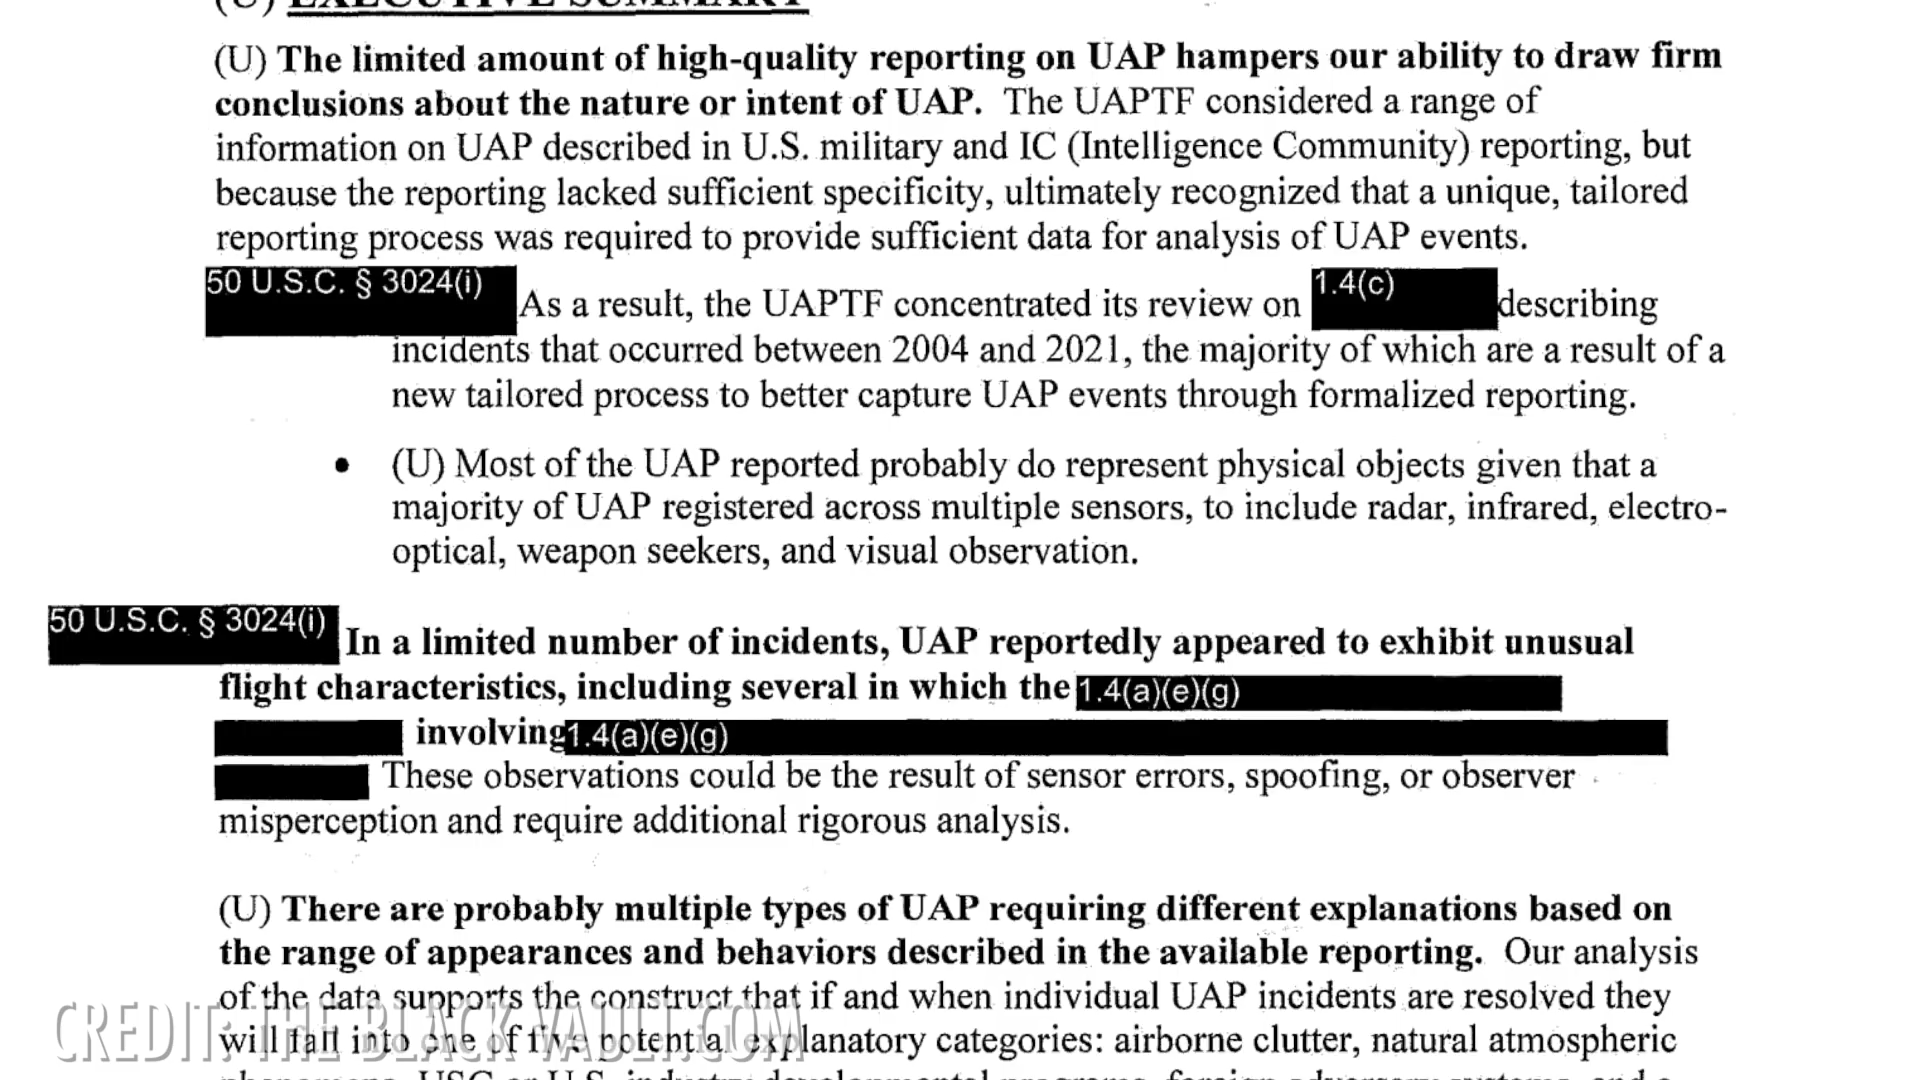 (U) EXECUTIVE SUMMARY
(U) The limited amount of high-quality reporting on UAP hampers our ability to draw firm
conclusions about the nature or intent of UAP. The UAPTF considered a range of
information on UAP described in U.S. military and IC (Intelligence Community) reporting, but
because the reporting lacked sufficient specificity, ultimately recognized that a unique, tailored
reporting process was required to provide sufficient data for analysis of UAP events.
50 U.S.C. § 3024(i) As a result, the UAPTF concentrated its review on 1.4(c) describing
incidents that occurred between 2004 and 2021, the majority of which are a result of a
new tailored process to better capture UAP events through formalized reporting.
• (U) Most of the UAP reported probably do represent physical objects given that a
majority of UAP registered across multiple sensors, to include radar, infrared, electro-
optical, weapon seekers, and visual observation.
50 U.S.C. § 3024(i) In a limited number of incidents, UAP reportedly appeared to exhibit unusual
flight characteristics, including several in which the 1.4(a)(e)(g)
involving 1.4(a)(e)(g)
These observations could be the result of sensor errors, spoofing, or observer
misperception and require additional rigorous analysis.
(U) There are probably multiple types of UAP requiring different explanations based on
the range of appearances and behaviors described in the available reporting. Our analysis
of the data supports the construct that if and when individual UAP incidents are resolved they
will fall into one of five potential explanatory categories: airborne clutter, natural atmospheric
CREDIT: THE BLACK VAULT.COM